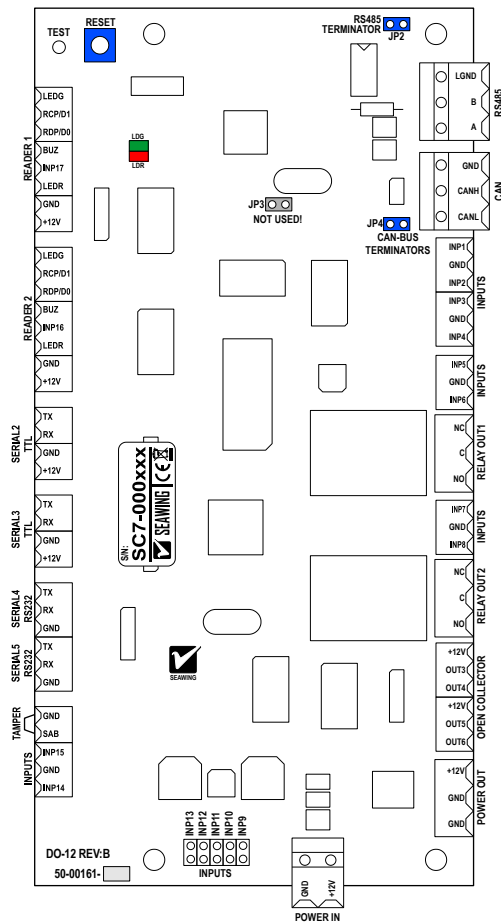 TEST
RESET
RS485
TERMINATOR
JP2
LGND
B
A
RS485
LEDG
RCP/D1
RDP/D0
BUZ
INP17
LEDR
GND
+12V
READER 1
LDG
LDR
JP3
NOT USED!
GND
CANH
CANL
CAN
JP4
CAN-BUS
TERMINATORS
INP1
GND
INP2
INP3
GND
INP4
INPUTS
LEDG
RCP/D1
RDP/D0
BUZ
INP16
LEDR
GND
+12V
READER 2
INP5
GND
INP6
INPUTS
TX
RX
GND
+12V
SERIAL2
TTL
NC
C
NO
RELAY OUT1
S/N:
SC7-000xxx
SEAWING
CE
TX
RX
GND
+12V
SERIAL3
TTL
INP7
GND
INP8
INPUTS
NC
C
NO
RELAY OUT2
TX
RX
GND
SERIAL4
RS232
TX
RX
GND
SERIAL5
RS232
SEAWING
+12V
OUT3
OUT4
+12V
OUT5
OUT6
OPEN COLLECTOR
GND
SAB
TAMPER
INP15
GND
INP14
INPUTS
+12V
GND
GND
POWER OUT
INP13
INP12
INP11
INP10
INP9
INPUTS
DO-12 REV:B
50-00161-
GND
+12V
POWER IN